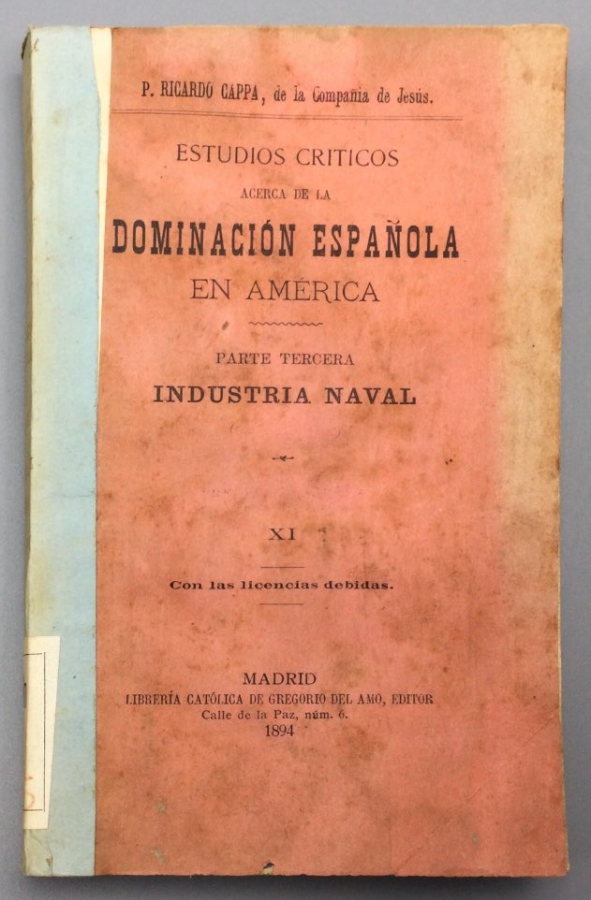 P. RICARDO CAPPA, de la Compañia de Jesús.
ESTUDIOS CRITICOS
ACERCA DE LA
DOMINACIÓN ESPAÑOLA
EN AMÉRICA
PARTE TERCERA
INDUSTRIA NAVAL
XI
Con las licencias debidas.
MADRID
LIBRERÍA CATÓLICA DE GREGORIO DEL AMO, EDITOR
Calle de la Paz, núm. 6.
1894